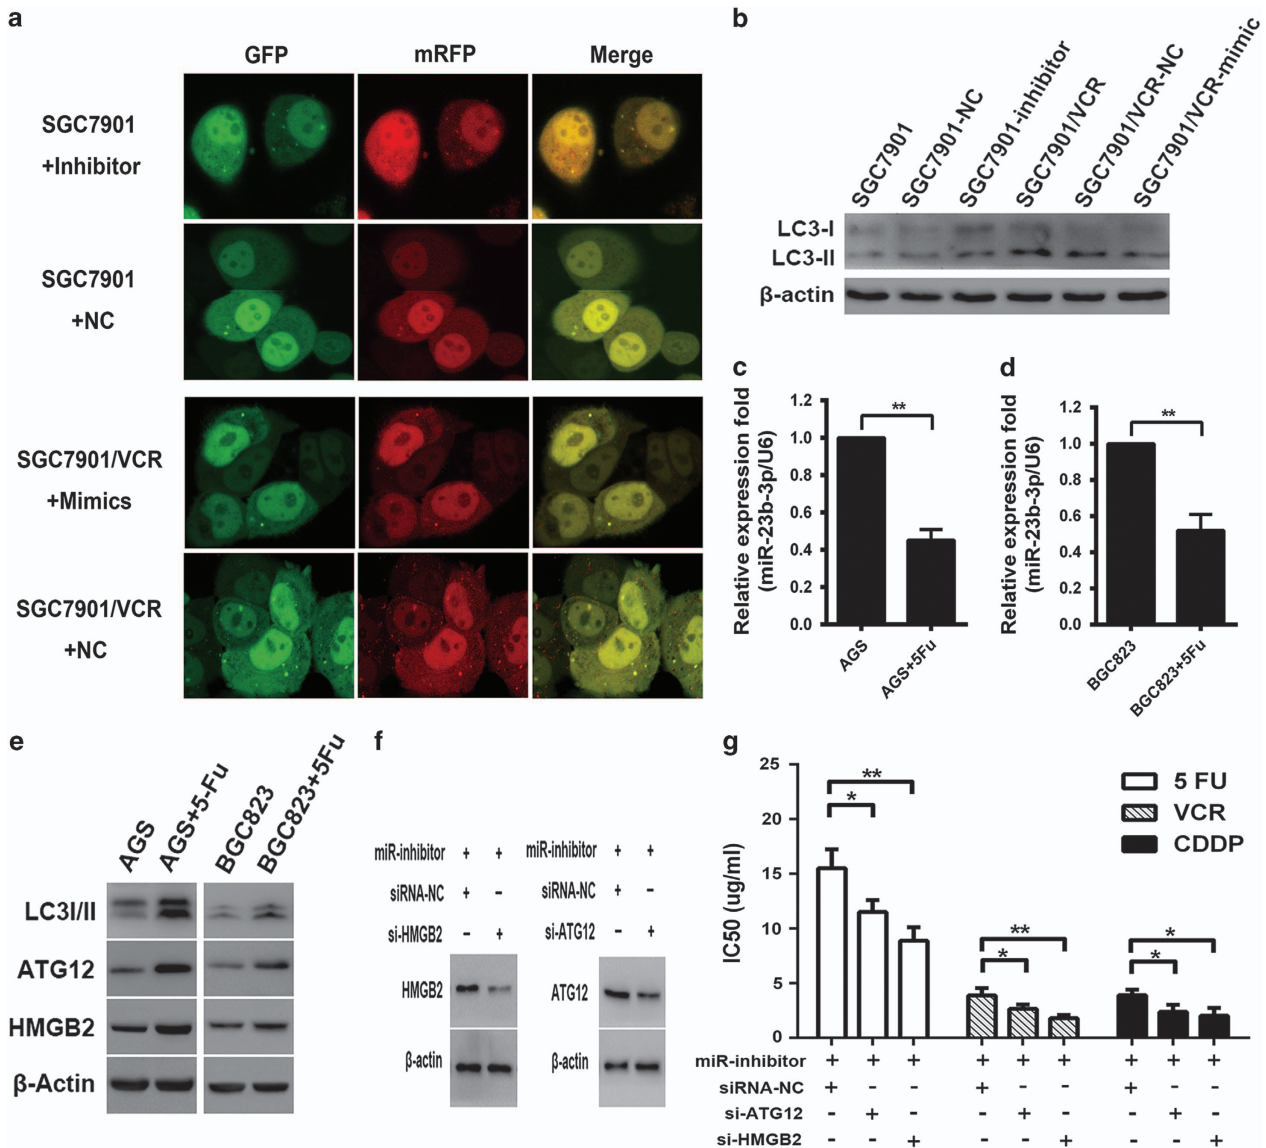 a
GFP
mRFP
Merge
SGC7901
+Inhibitor
SGC7901
+NC
SGC7901/VCR
+Mimics
SGC7901/VCR
+NC
b
SGC7901
SGC7901-NC
SGC7901-inhibitor
SGC7901/VCR
SGC7901/VCR-NC
SGC7901/VCR-mimic
LC3-I
LC3-II
β-actin
c
Relative expression fold
(miR-23b-3p/U6)
1.2
1.0
0.8
0.6
0.4
0.2
0.0
**
AGS
AGS+5Fu
d
Relative expression fold
(miR-23b-3p/U6)
1.2
1.0
0.8
0.6
0.4
0.2
0.0
**
BGC823
BGC823+5Fu
e
AGS
AGS+5-Fu
BGC823
BGC823+5Fu
LC3I/II
ATG12
HMGB2
β-Actin
f
miR-inhibitor + +
siRNA-NC + -
si-HMGB2 - +
HMGB2
β-actin
miR-inhibitor + +
siRNA-NC + -
si-ATG12 - +
ATG12
β-actin
g
IC50 (ug/ml)
25
20
15
10
5
0
** *
** *
* *
5 FU
VCR
CDDP
miR-inhibitor + + + + + + + + +
siRNA-NC + - - + - - + - -
si-ATG12 - + - - + - - + -
si-HMGB2 - - + - - + - - +